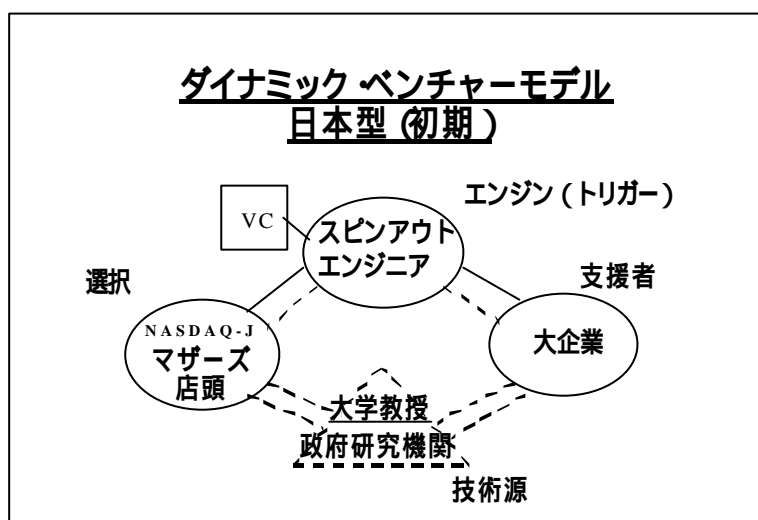 ダイナミック・ベンチャーモデル
日本型(初期)
エンジン(トリガー)
VC
スピンアウト
エンジニア
選択
支援者
NASDAQ-J
マザーズ
店頭
大企業
大学教授
政府研究機関
技術源